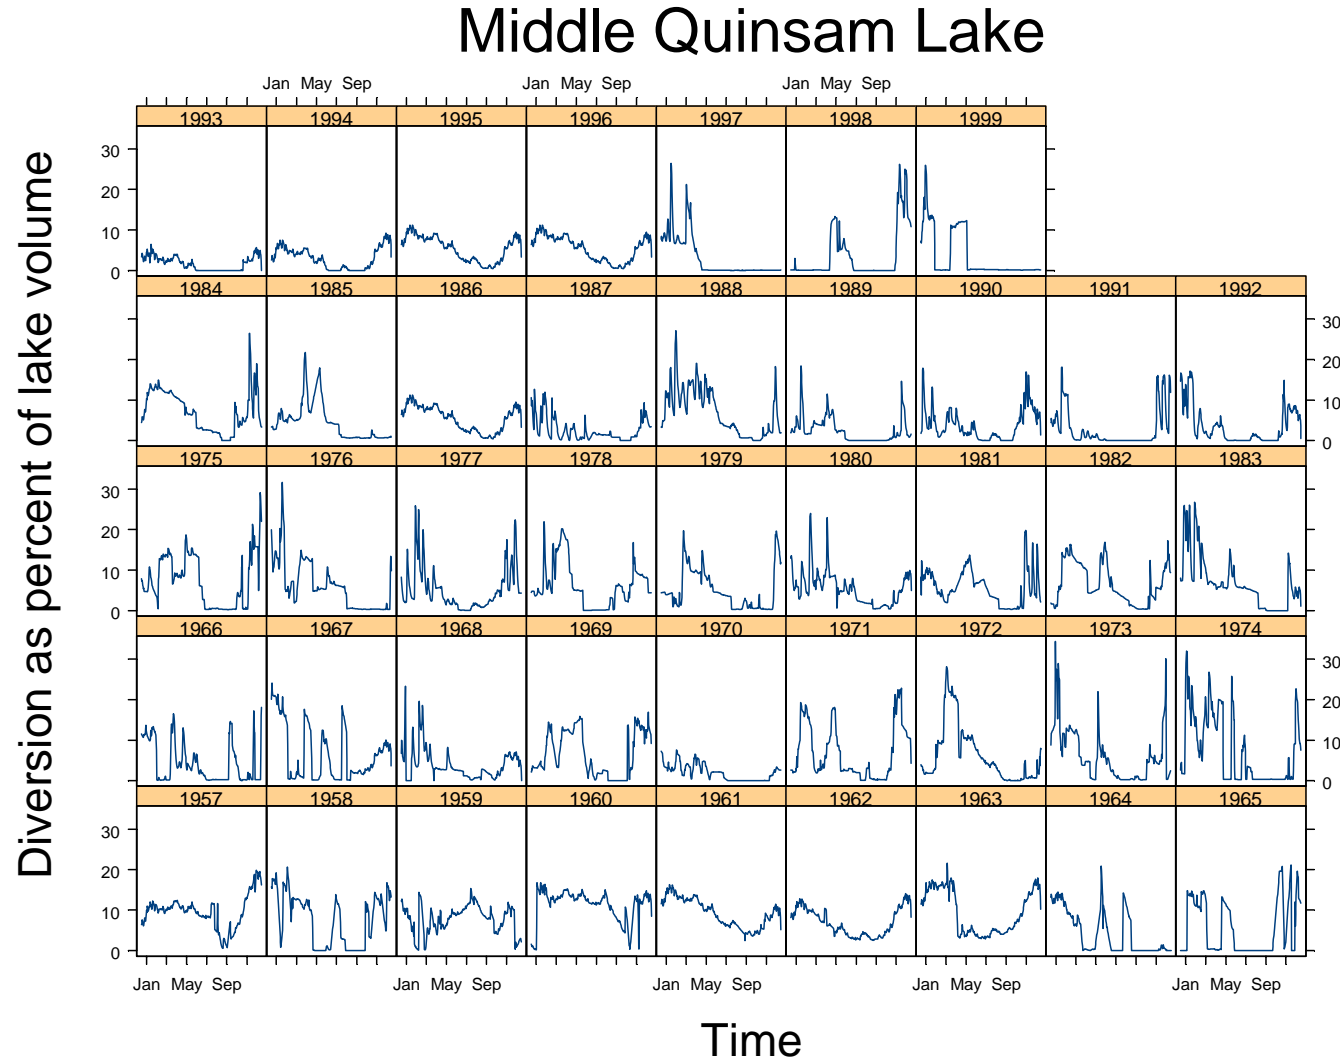 Middle Quinsam Lake
Jan May Sep Jan May Sep Jan May Sep
1993 1994 1995 1996 1997 1998 1999
30
20
10
0
1984 1985 1986 1987 1988 1989 1990 1991 1992
30
20
10
0
1975 1976 1977 1978 1979 1980 1981 1982 1983
30
20
10
0
1966 1967 1968 1969 1970 1971 1972 1973 1974
30
20
10
0
1957 1958 1959 1960 1961 1962 1963 1964 1965
30
20
10
0
Jan May Sep Jan May Sep Jan May Sep Jan May Sep Jan May Sep
Time
Diversion as percent of lake volume